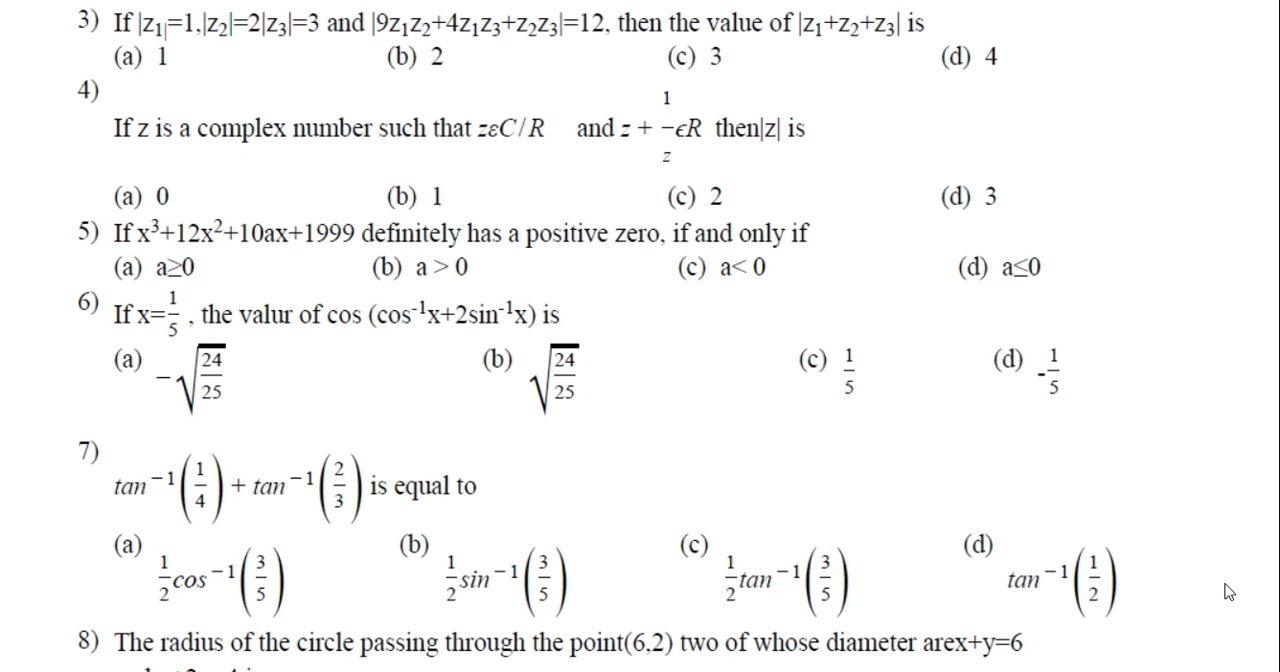 3) If |z₁|=1,|z₂|=2|z₃|=3 and |9z₁z₂+4z₁z₃+z₂z₃|=12, then the value of |z₁+z₂+z₃| is
(a) 1 (b) 2 (c) 3 (d) 4
4)
If z is a complex number such that zεC/R and z + 1/z ϵR then|z| is
(a) 0 (b) 1 (c) 2 (d) 3
5) If x³+12x²+10ax+1999 definitely has a positive zero, if and only if
(a) a≥0 (b) a > 0 (c) a< 0 (d) a≤0
6) If x=1/5 , the valur of cos (cos⁻¹x+2sin⁻¹x) is
(a) −√(24/25) (b) √(24/25) (c) 1/5 (d) -1/5
7)
tan⁻¹(1/4) + tan⁻¹(2/3) is equal to
(a) 1/2 cos⁻¹(3/5) (b) 1/2 sin⁻¹(3/5) (c) 1/2 tan⁻¹(3/5) (d) tan⁻¹(1/2)
8) The radius of the circle passing through the point(6,2) two of whose diameter arex+y=6